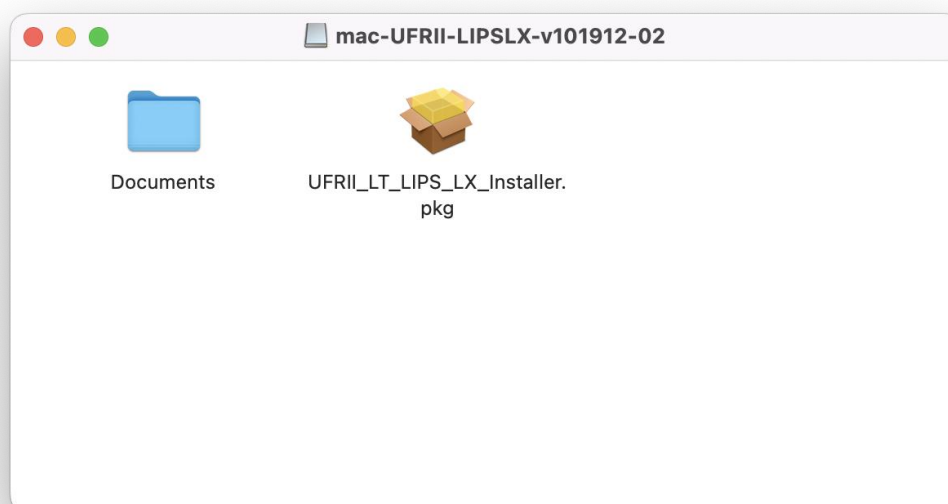 mac-UFRII-LIPSLX-v101912-02
Documents
UFRII_LT_LIPS_LX_Installer.
pkg